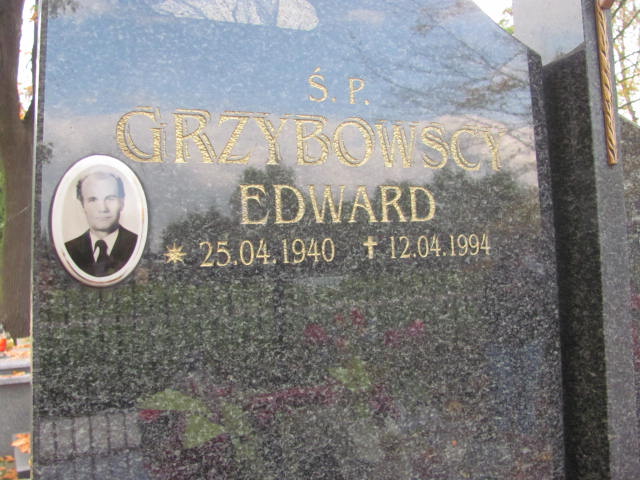 Ś. P.
GRZYBOWSCY
EDWARD
* 25.04.1940 ✝ 12.04.1994